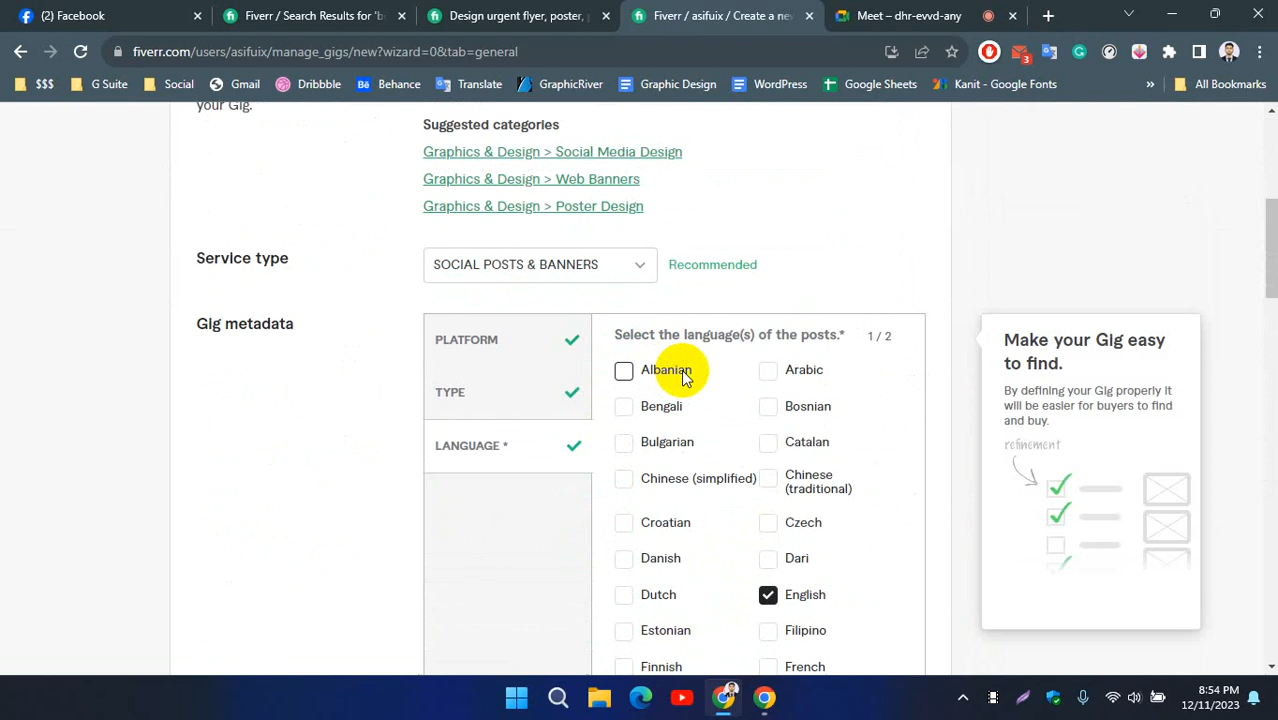 (2) Facebook
Fiverr / Search Results for 'b
Design urgent flyer, poster, p
Fiverr / asifuix / Create a new
Meet – dhr-evvd-any
fiverr.com/users/asifuix/manage_gigs/new?wizard=0&tab=general
3
$$$
G Suite
Social
Gmail
Dribbble
Behance
Translate
GraphicRiver
Graphic Design
WordPress
Google Sheets
Kanit - Google Fonts
»
All Bookmarks
your Gig.
Suggested categories
Graphics & Design > Social Media Design
Graphics & Design > Web Banners
Graphics & Design > Poster Design
Service type
SOCIAL POSTS & BANNERS
Recommended
Gig metadata
PLATFORM
TYPE
LANGUAGE *
Select the language(s) of the posts.*
1 / 2
Albanian
Arabic
Bengali
Bosnian
Bulgarian
Catalan
Chinese (simplified)
Chinese
(traditional)
Croatian
Czech
Danish
Dari
Dutch
English
Estonian
Filipino
Finnish
French
Make your Gig easy
to find.
By defining your Gig properly it
will be easier for buyers to find
and buy.
refinement
8:54 PM
12/11/2023